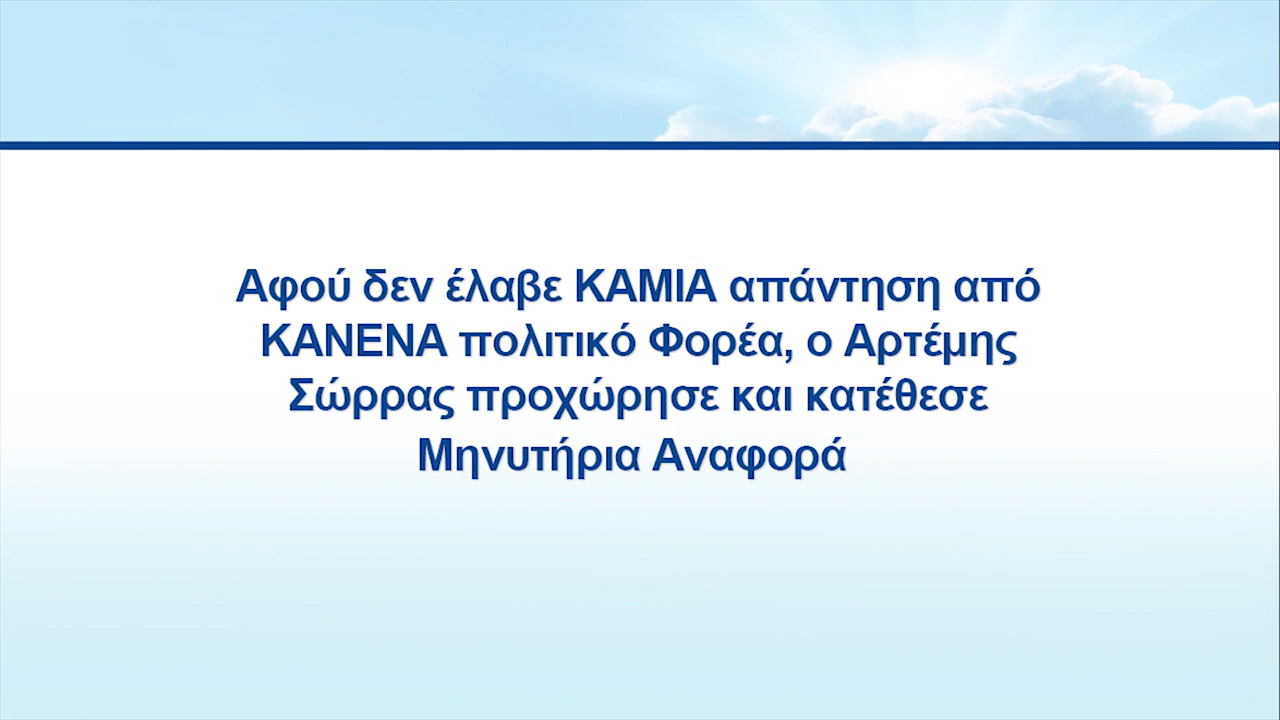 Αφού δεν έλαβε ΚΑΜΙΑ απάντηση από
ΚΑΝΕΝΑ πολιτικό Φορέα, ο Αρτέμης
Σώρρας προχώρησε και κατέθεσε
Μηνυτήρια Αναφορά